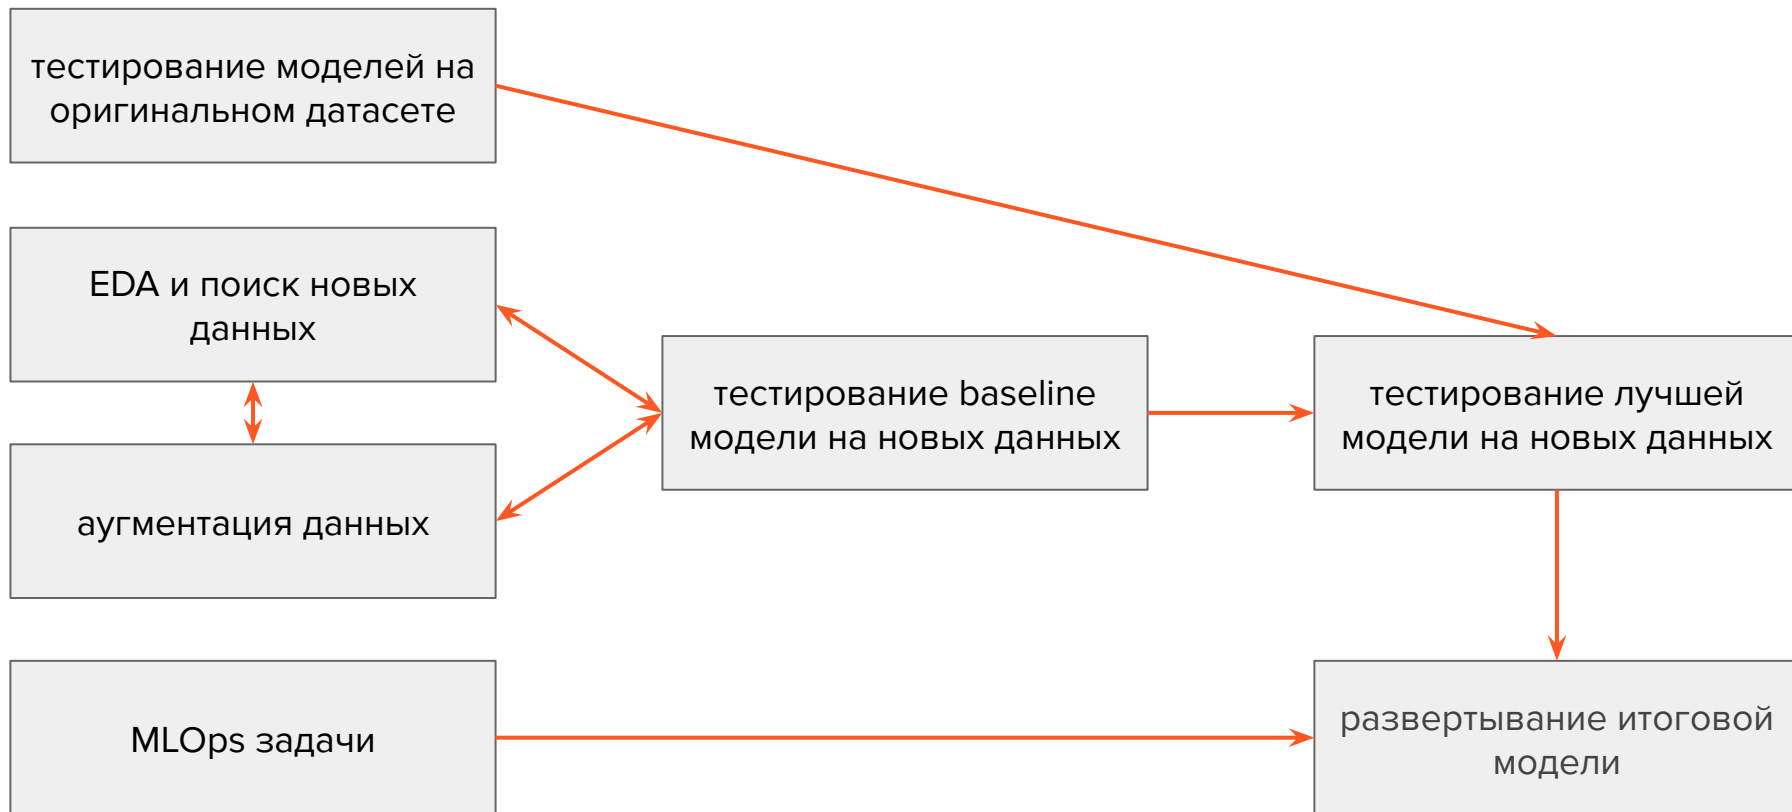 тестирование моделей на
оригинальном датасете
EDA и поиск новых
данных
аугментация данных
тестирование baseline
модели на новых данных
тестирование лучшей
модели на новых данных
MLOps задачи
развертывание итоговой
модели